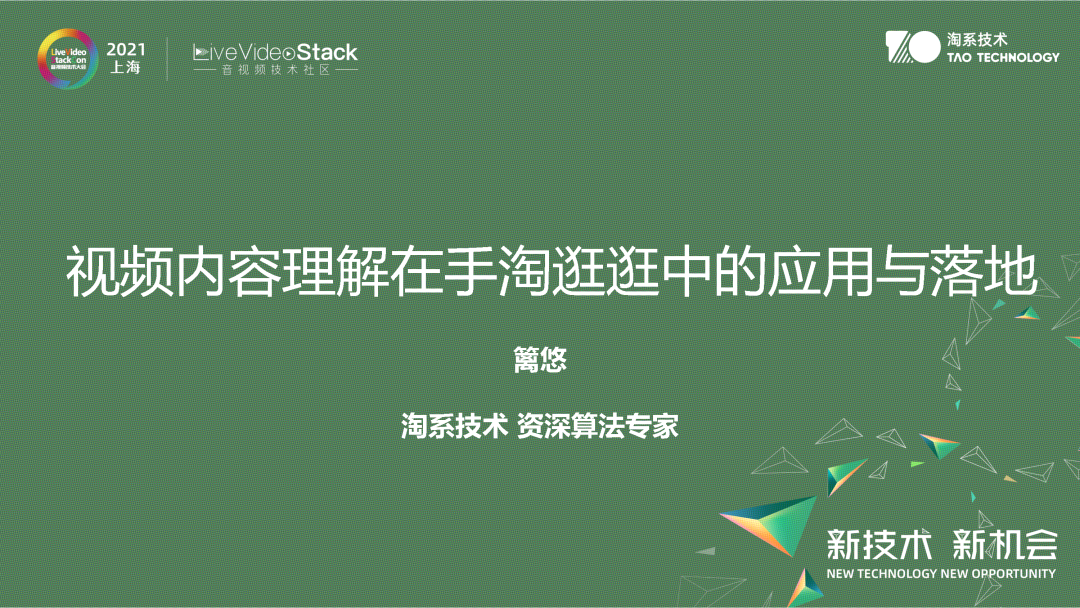 LiveVideo
StackCon
音视频技术大会
2021
上海
LiveVideoStack
音视频技术社区
淘系技术
TAO TECHNOLOGY
视频内容理解在手淘逛逛中的应用与落地
篱悠
淘系技术 资深算法专家
新技术 新机会
NEW TECHNOLOGY NEW OPPORTUNITY